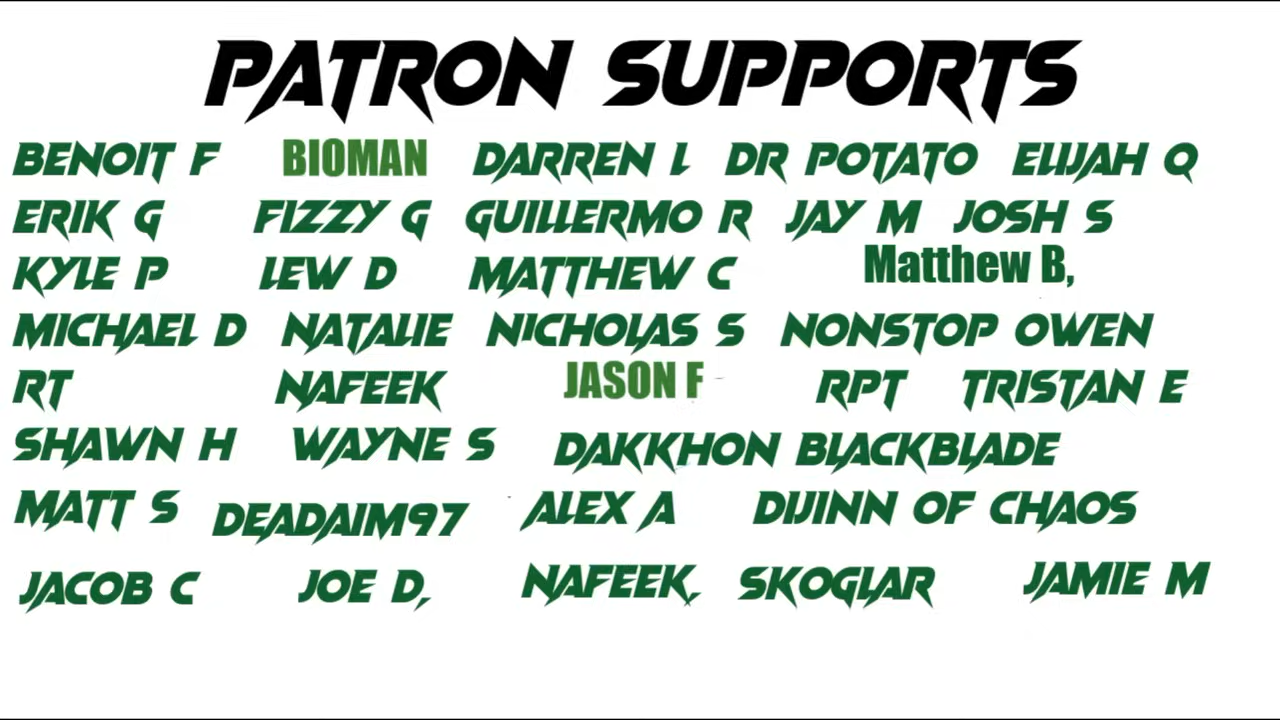 PATRON SUPPORTS
BENOIT F BIOMAN DARREN L DR POTATO ELIJAH Q
ERIK G FIZZY G GUILLERMO R JAY M JOSH S
KYLE P LEW D MATTHEW C Matthew B,
MICHAEL D NATALIE NICHOLAS S NONSTOP OWEN
RT NAFEEK JASON F RPT TRISTAN E
SHAWN H WAYNE S DAKKHON BLACKBLADE
MATT S DEADAIM97 ALEX A DIJINN OF CHAOS
JACOB C JOE D, NAFEEK, SKOGLAR JAMIE M